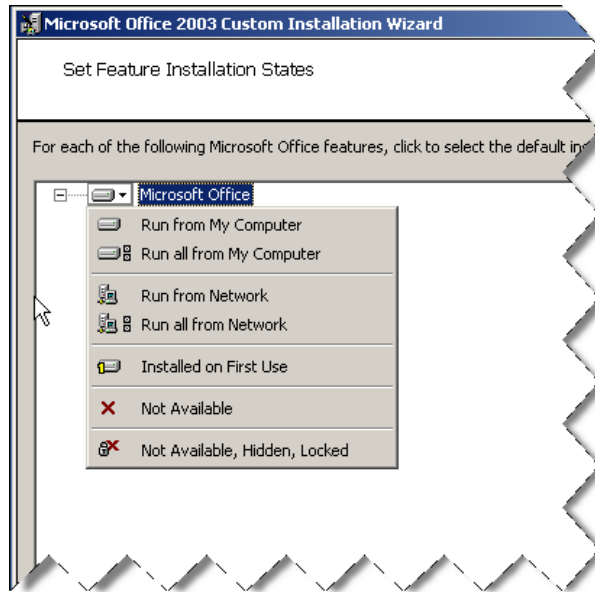 Microsoft Office 2003 Custom Installation Wizard
Set Feature Installation States
For each of the following Microsoft Office features, click to select the default
Microsoft Office
Run from My Computer
Run all from My Computer
Run from Network
Run all from Network
Installed on First Use
Not Available
Not Available, Hidden, Locked